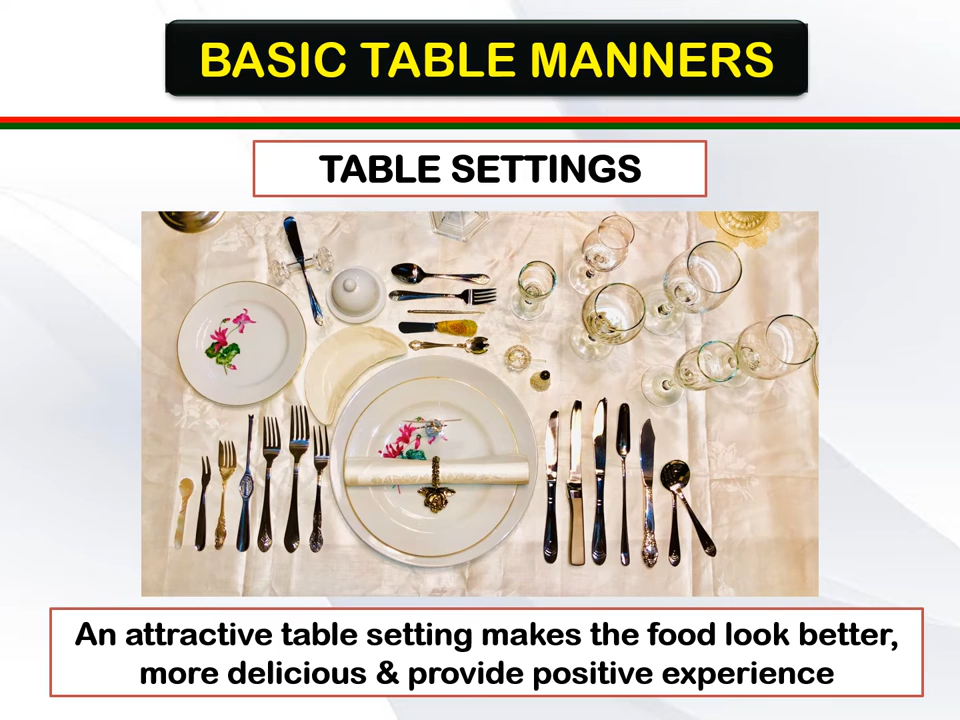 BASIC TABLE MANNERS
TABLE SETTINGS
An attractive table setting makes the food look better,
more delicious & provide positive experience